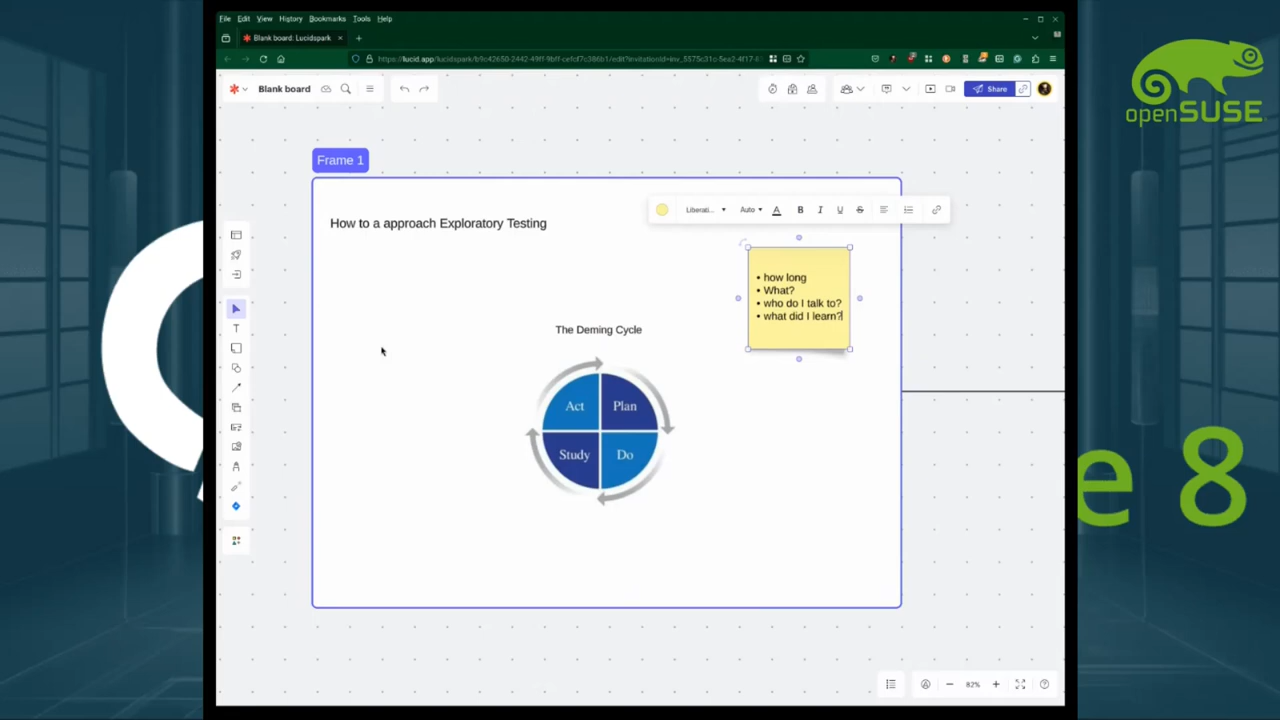 File Edit View History Bookmarks Tools Help
Blank board: Lucidspark
Blank board
Share
Frame 1
Liberati... Auto A B I U S
How to a approach Exploratory Testing
• how long
• What?
• who do I talk to?
• what did I learn?
The Deming Cycle
Act Plan
Study Do
82%
openSUSE
e 8